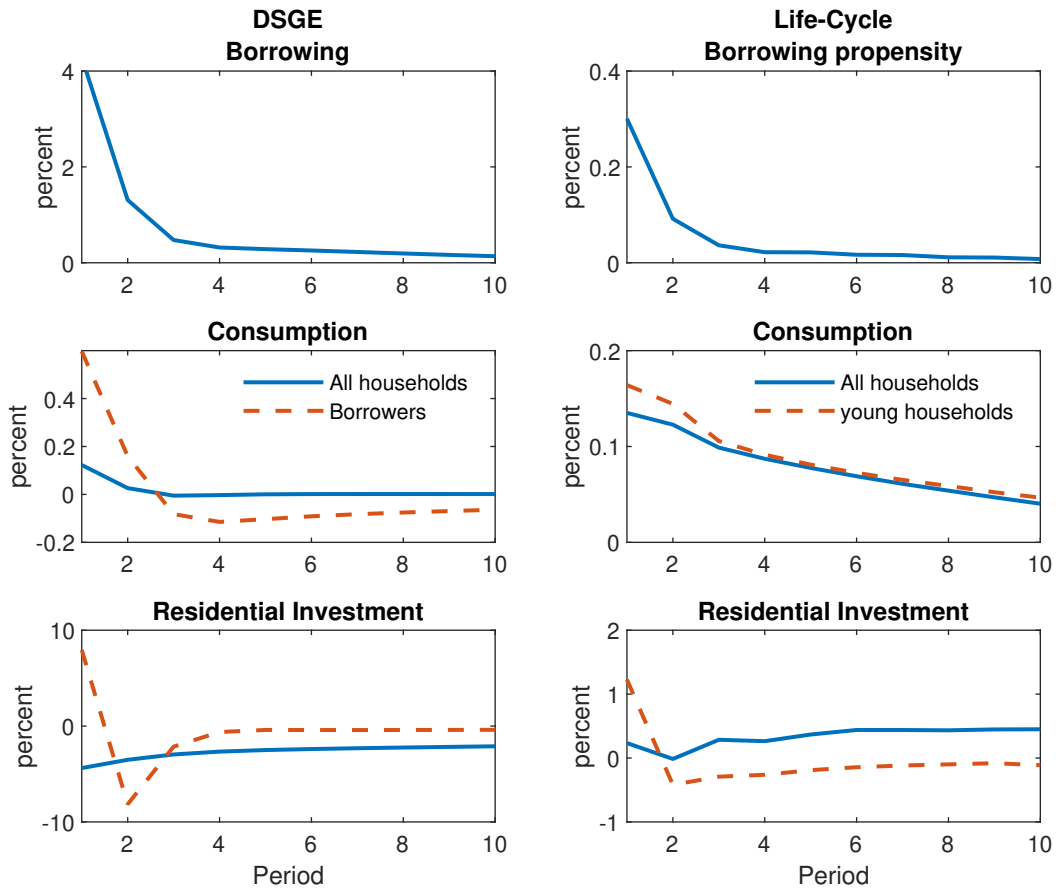 DSGE
Borrowing
4
2
0
percent
2 4 6 8 10
Life-Cycle
Borrowing propensity
0.4
0.2
0
percent
2 4 6 8 10
Consumption
0.4
0.2
0
-0.2
percent
All households
Borrowers
2 4 6 8 10
Consumption
0.2
0.1
0
percent
All households
young households
2 4 6 8 10
Residential Investment
10
0
-10
percent
2 4 6 8 10
Period
Residential Investment
2
1
0
-1
percent
2 4 6 8 10
Period